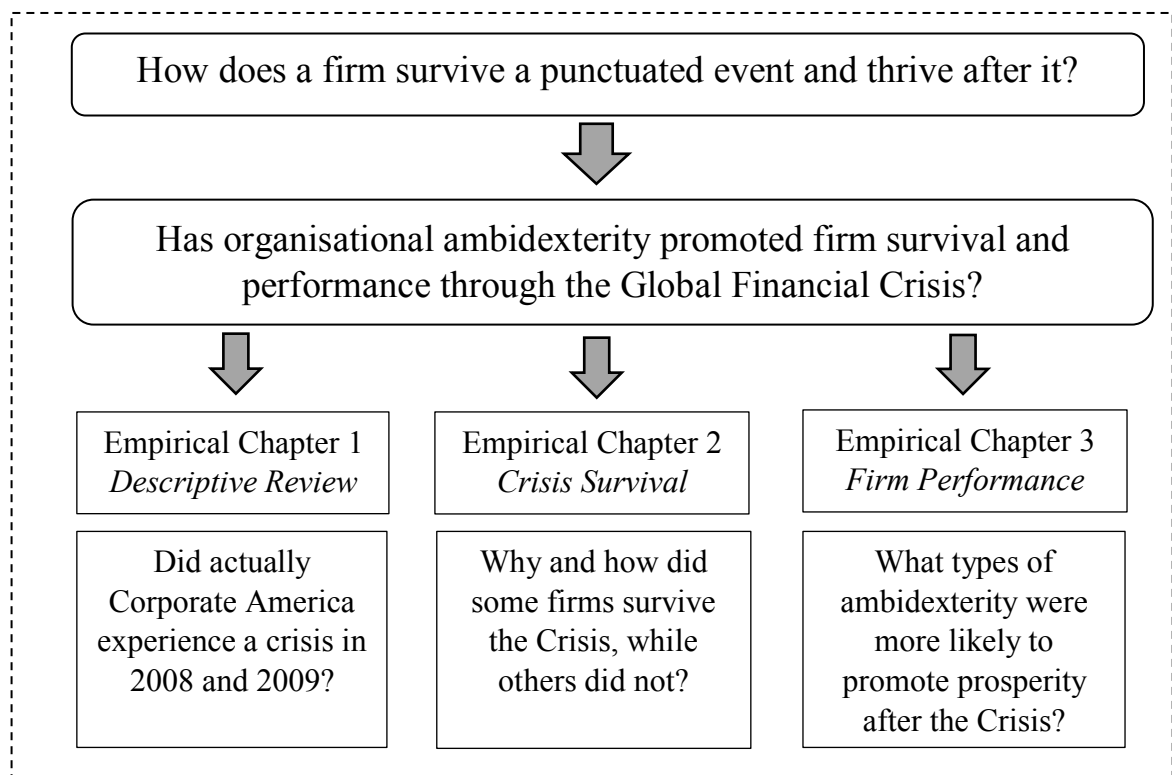 How does a firm survive a punctuated event and thrive after it?
Has organisational ambidexterity promoted firm survival and
performance through the Global Financial Crisis?
Empirical Chapter 1
Descriptive Review
Did actually
Corporate America
experience a crisis in
2008 and 2009?
Empirical Chapter 2
Crisis Survival
Why and how did
some firms survive
the Crisis, while
others did not?
Empirical Chapter 3
Firm Performance
What types of
ambidexterity were
more likely to
promote prosperity
after the Crisis?